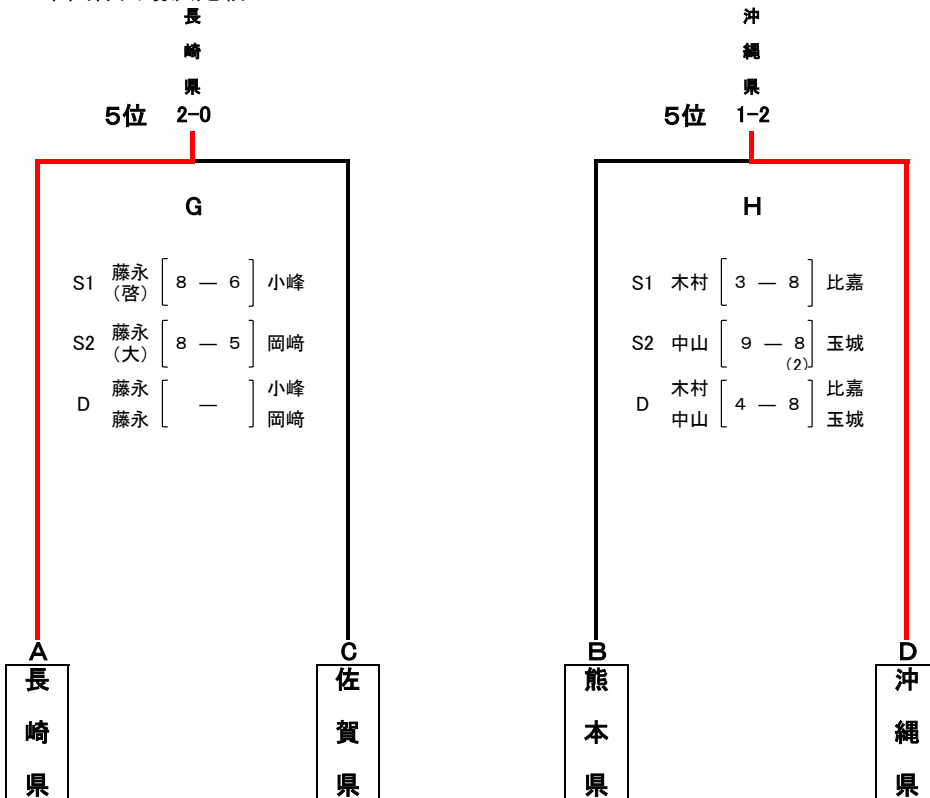 長崎県
5位 2-0
G
S1 藤永(啓) [ 8 — 6 ] 小峰
S2 藤永(大) [ 8 — 5 ] 岡﨑
D 藤永 藤永 [ — ] 小峰 岡﨑
A
長崎県
C
佐賀県
沖縄県
5位 1-2
H
S1 木村 [ 3 — 8 ] 比嘉
S2 中山 [ 9 — 8(2) ] 玉城
D 木村 中山 [ 4 — 8 ] 比嘉 玉城
B
熊本県
D
沖縄県